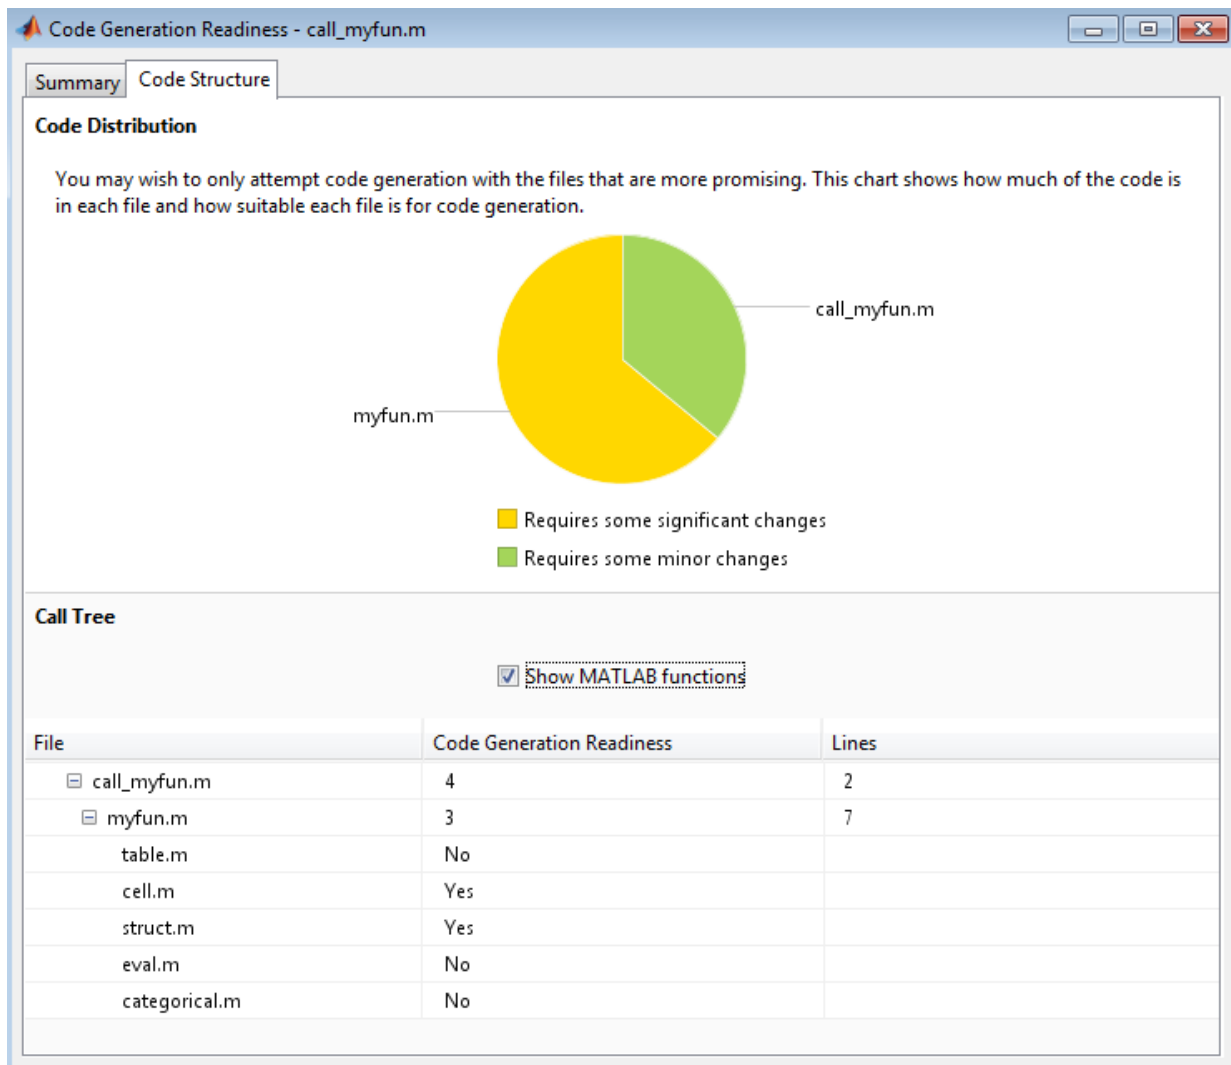 Code Generation Readiness - call_myfun.m
Summary Code Structure
Code Distribution
You may wish to only attempt code generation with the files that are more promising. This chart shows how much of the code is
in each file and how suitable each file is for code generation.
call_myfun.m
myfun.m
Requires some significant changes
Requires some minor changes
Call Tree
Show MATLAB functions
File Code Generation Readiness Lines
call_myfun.m 4 2
myfun.m 3 7
table.m No
cell.m Yes
struct.m Yes
eval.m No
categorical.m No